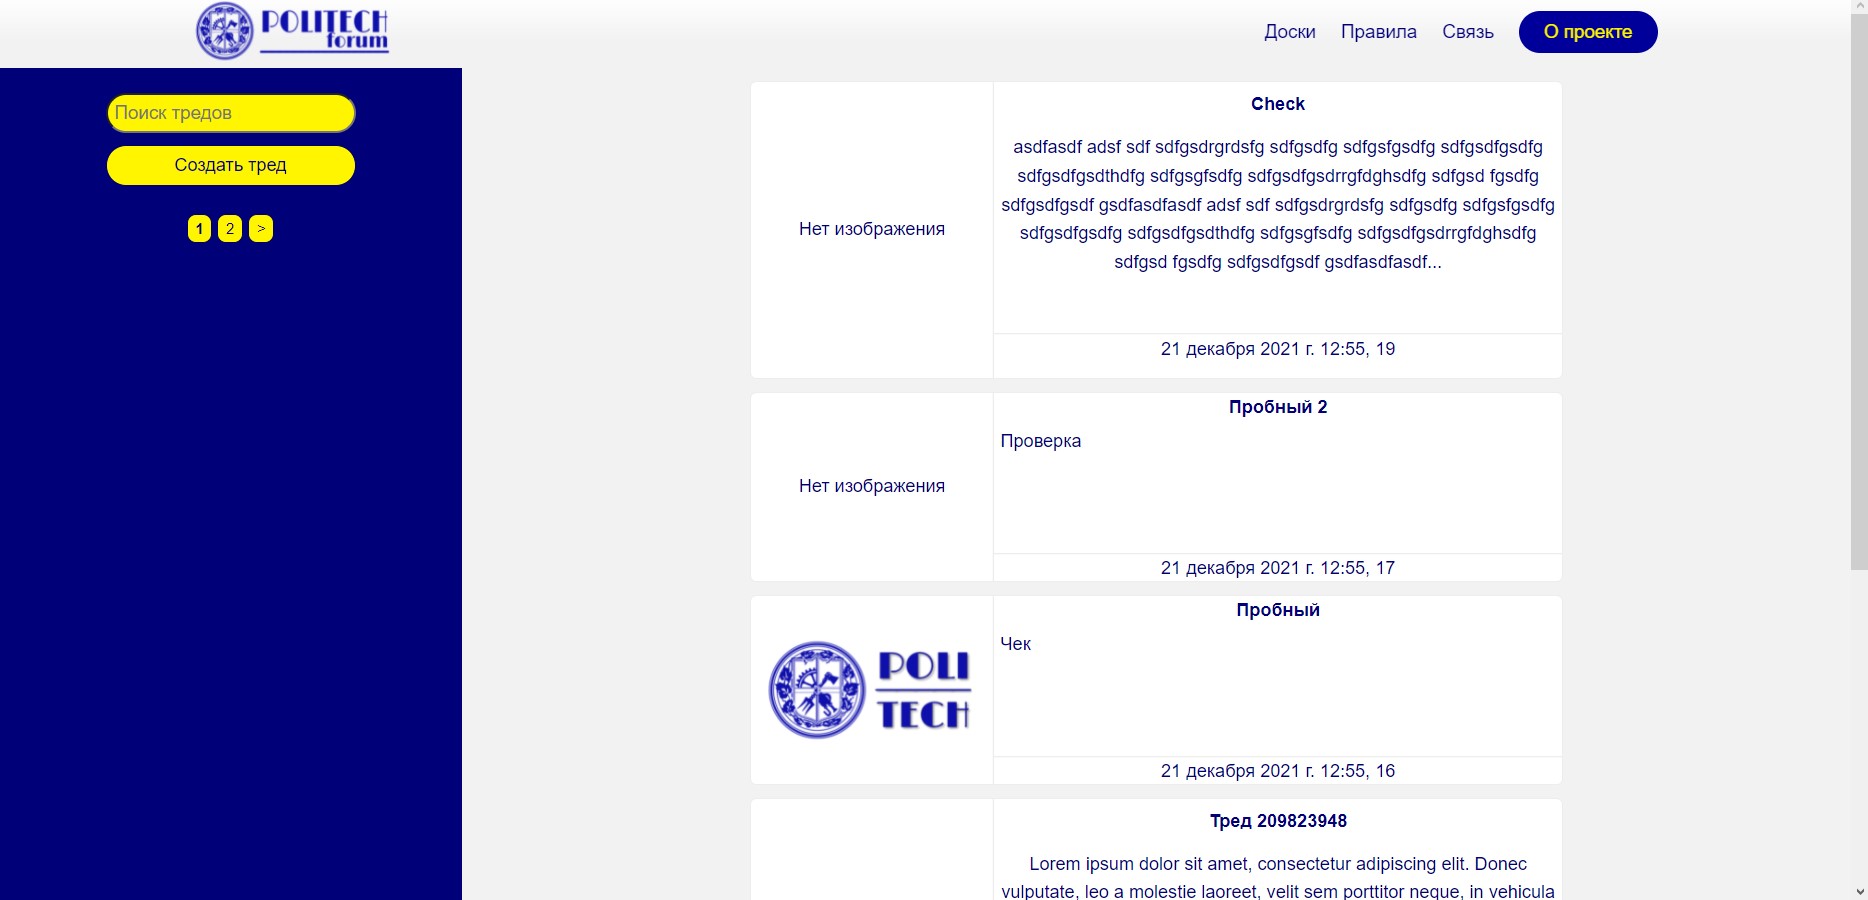 POLITECH
forum
Доски Правила Связь О проекте
Поиск тредов
Создать тред
1 2 >
Check
asdfasdf adsf sdf sdfgsdrgrdsfg sdfgsdfg sdfgsfgsdfg sdfgsdfgsdfg
sdfgsdfgsdthdfg sdfgsgfsdfg sdfgsdfgsdrrgfdghsdfg sdfgsd fgsdfg
sdfgsdfgsdf gsdfasdfasdf adsf sdf sdfgsdrgrdsfg sdfgsdfg sdfgsfgsdfg
sdfgsdfgsdfg sdfgsdfgsdthdfg sdfgsgfsdfg sdfgsdfgsdrrgfdghsdfg
sdfgsd fgsdfg sdfgsdfgsdf gsdfasdfasdf...
Нет изображения
21 декабря 2021 г. 12:55, 19
Пробный 2
Проверка
Нет изображения
21 декабря 2021 г. 12:55, 17
Пробный
Чек
POLI
TECH
21 декабря 2021 г. 12:55, 16
Тред 209823948
Lorem ipsum dolor sit amet, consectetur adipiscing elit. Donec
vulputate, leo a molestie laoreet, velit sem porttitor neque, in vehicula